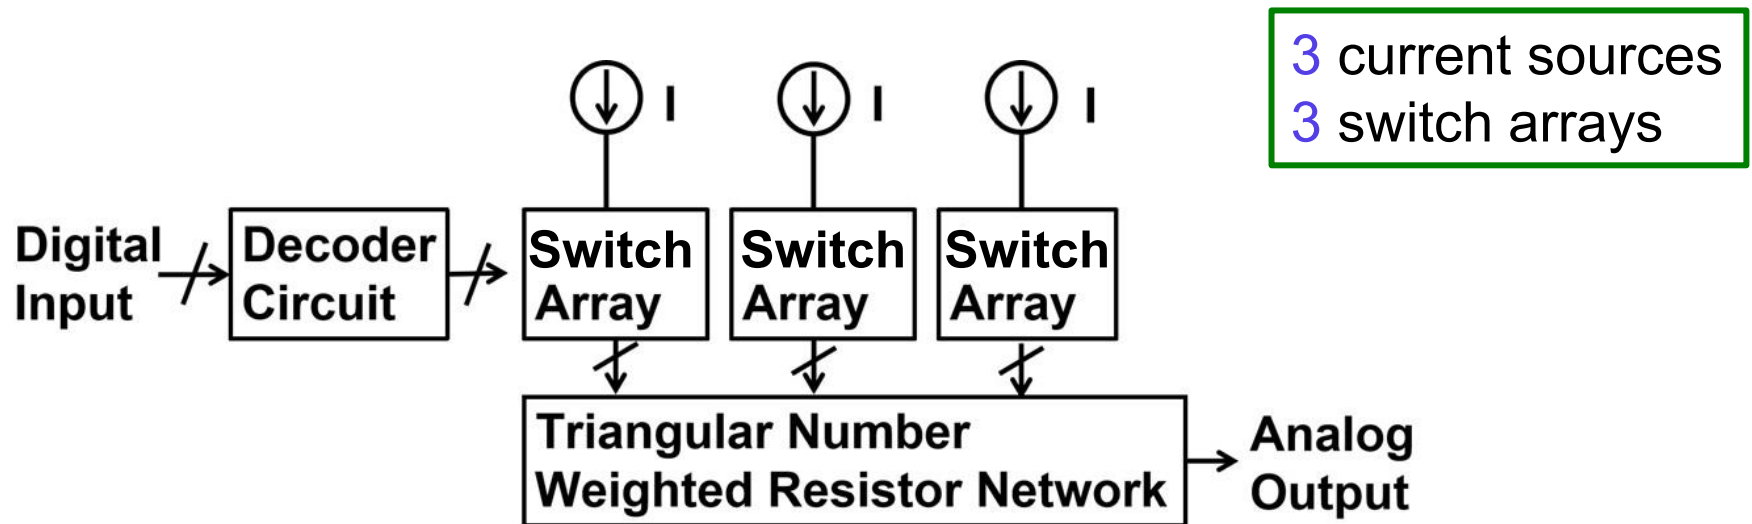 3 current sources
3 switch arrays
I
I
I
Digital
Input
Decoder
Circuit
Switch
Array
Switch
Array
Switch
Array
Triangular Number
Weighted Resistor Network
Analog
Output